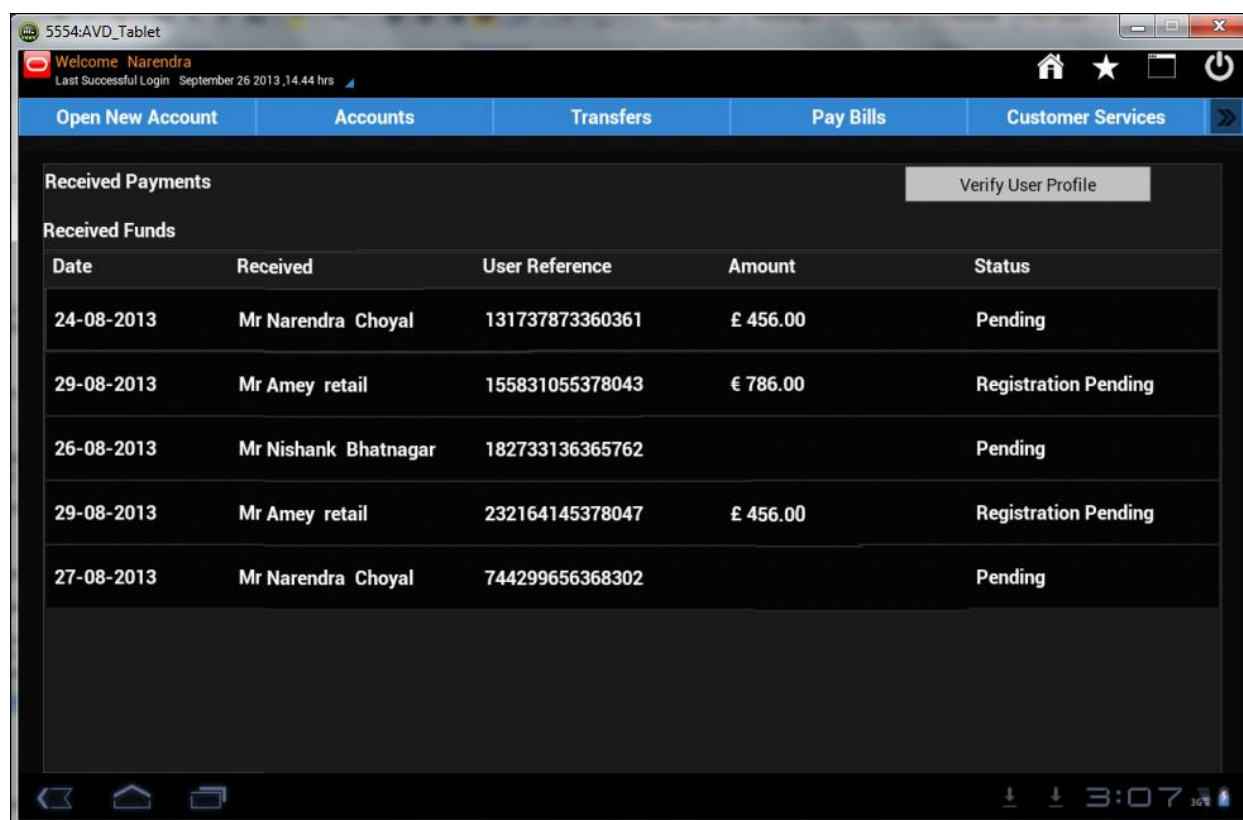 5554:AVD_Tablet
Welcome Narendra
Last Successful Login September 26 2013 ,14.44 hrs
Open New Account Accounts Transfers Pay Bills Customer Services
Received Payments Verify User Profile
Received Funds
Date Received User Reference Amount Status
24-08-2013 Mr Narendra Choyal 131737873360361 £ 456.00 Pending
29-08-2013 Mr Amey retail 155831055378043 € 786.00 Registration Pending
26-08-2013 Mr Nishank Bhatnagar 182733136365762 Pending
29-08-2013 Mr Amey retail 232164145378047 £ 456.00 Registration Pending
27-08-2013 Mr Narendra Choyal 744299656368302 Pending
3:07 3G